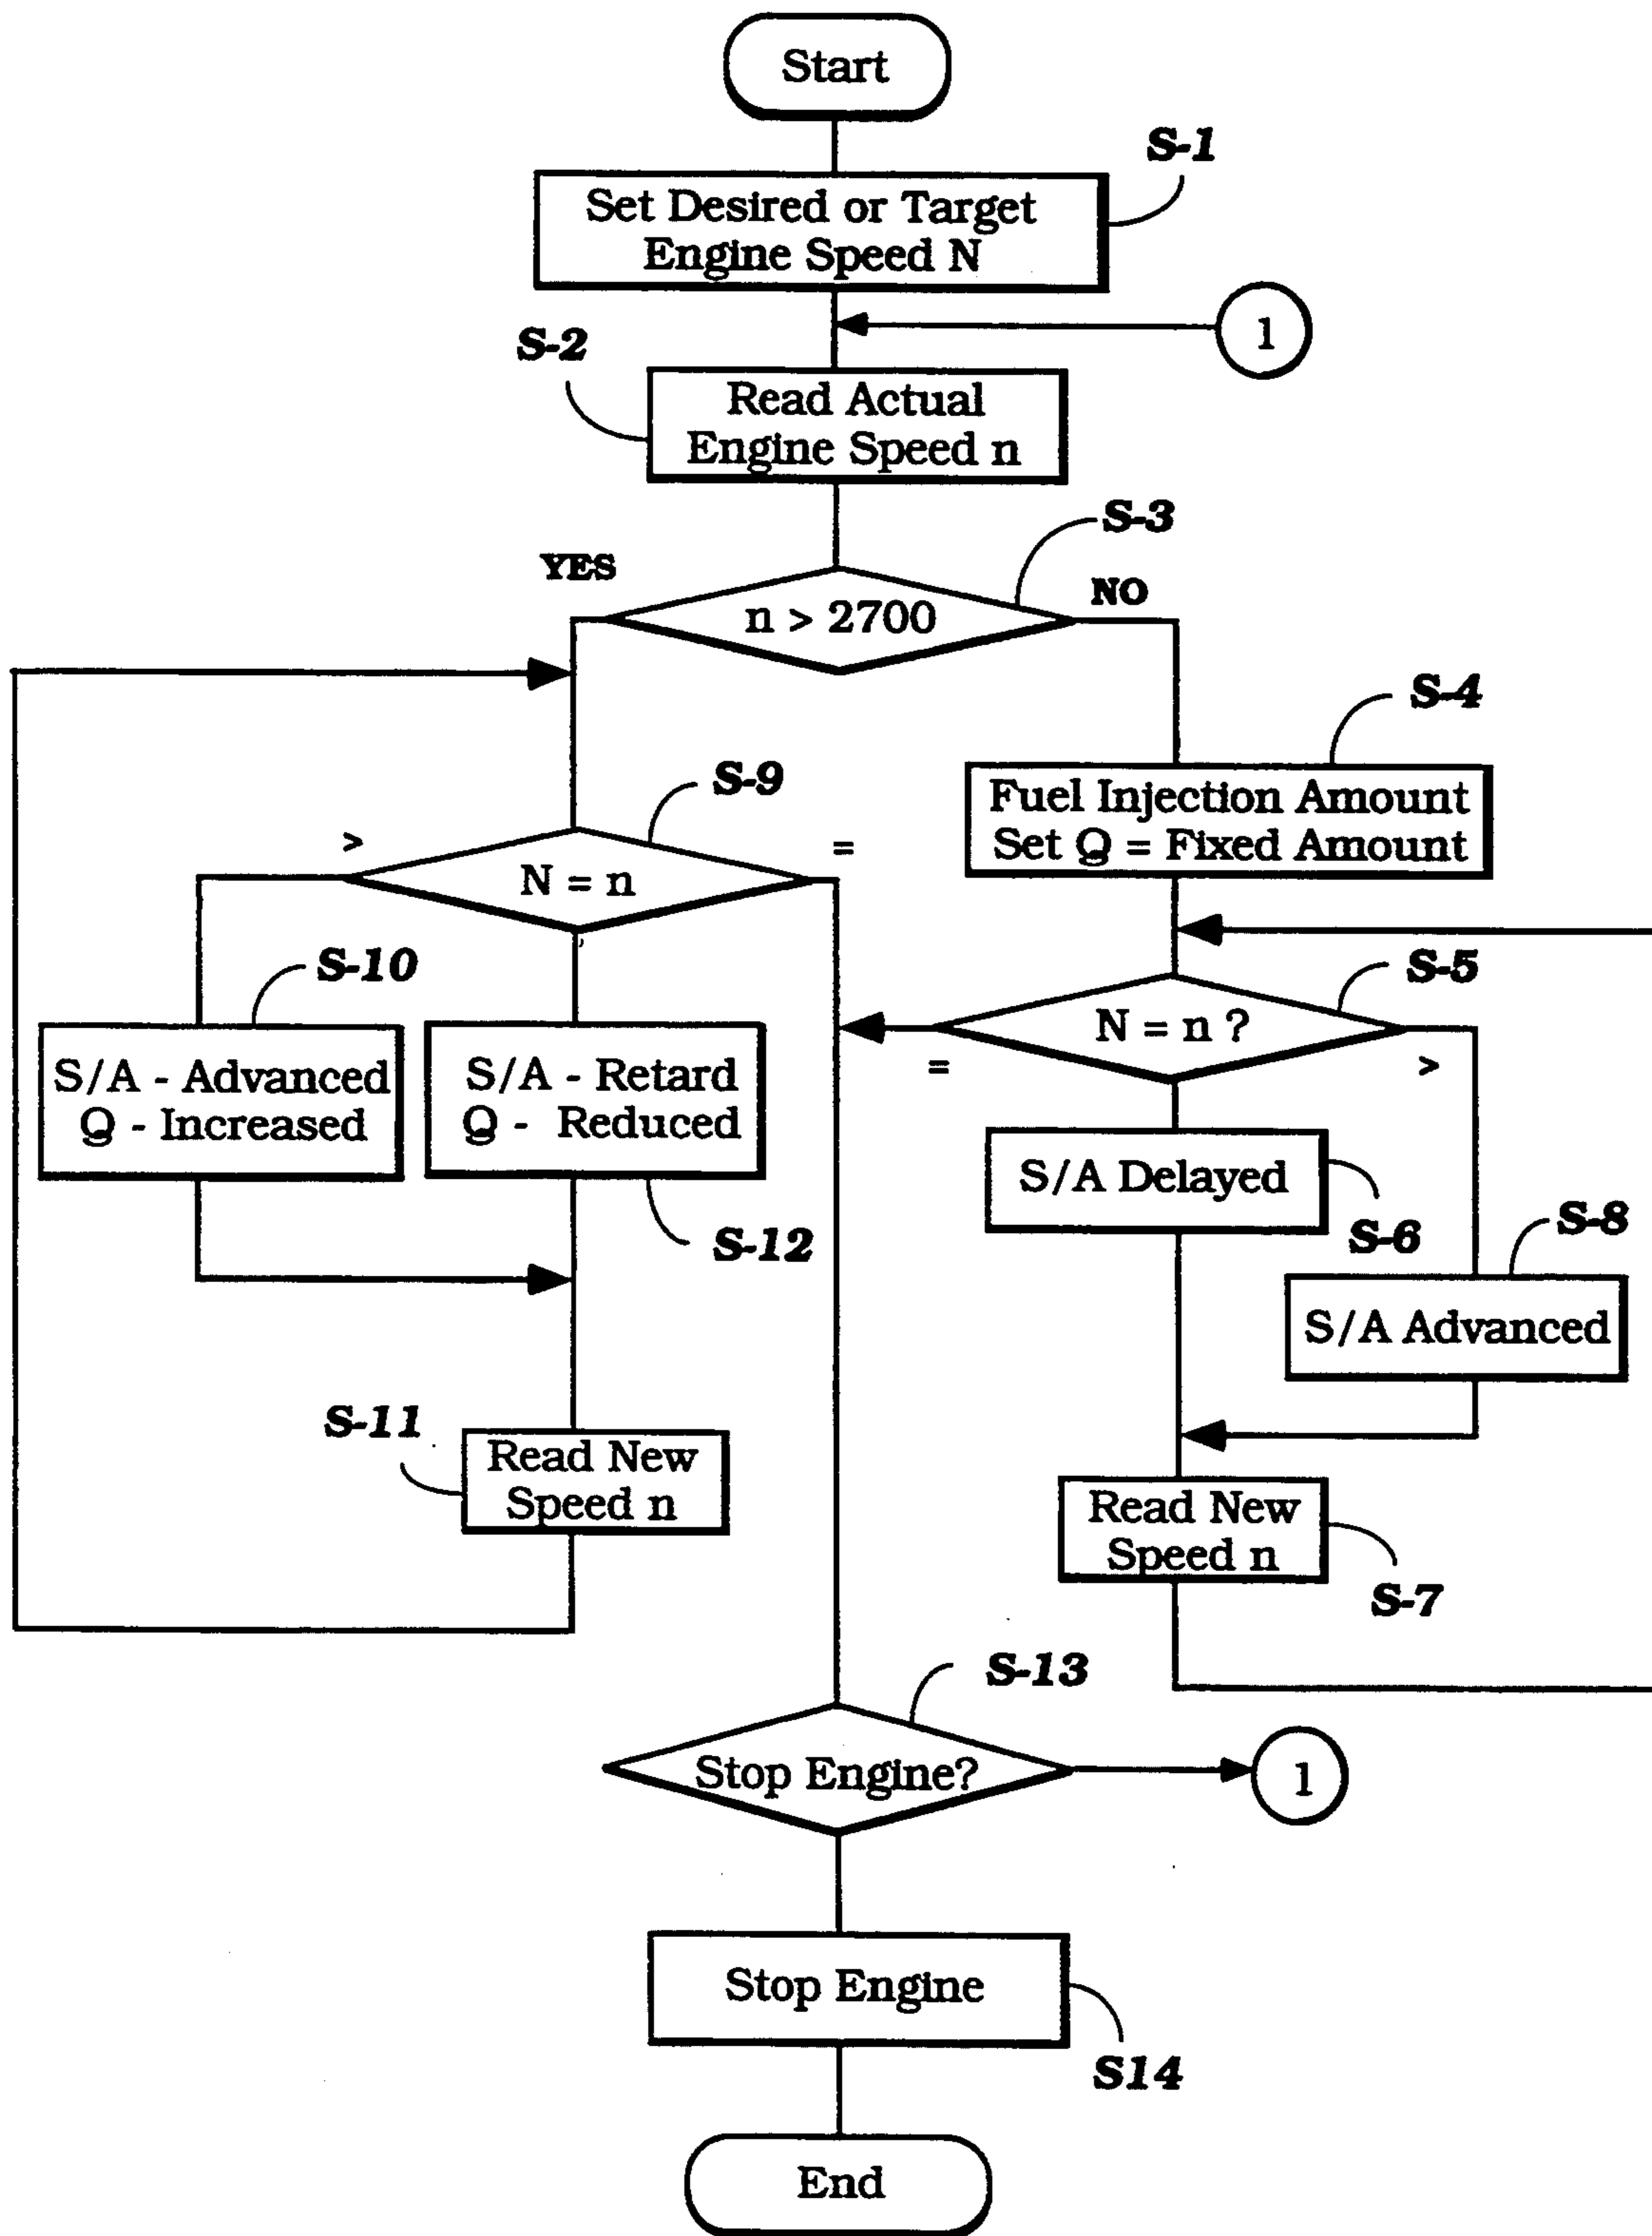 Start
S-1
Set Desired or Target
Engine Speed N
1
S-2
Read Actual
Engine Speed n
S-3
YES
NO
n > 2700
S-4
Fuel Injection Amount
Set Q = Fixed Amount
S-9
>
=
N = n
S-10
S-5
N = n ?
=
>
S/A - Advanced
Q - Increased
S/A - Retard
Q - Reduced
S/A Delayed
S-12
S-6
S-8
S/A Advanced
S-11
Read New
Speed n
Read New
Speed n
S-7
S-13
Stop Engine?
1
Stop Engine
S14
End